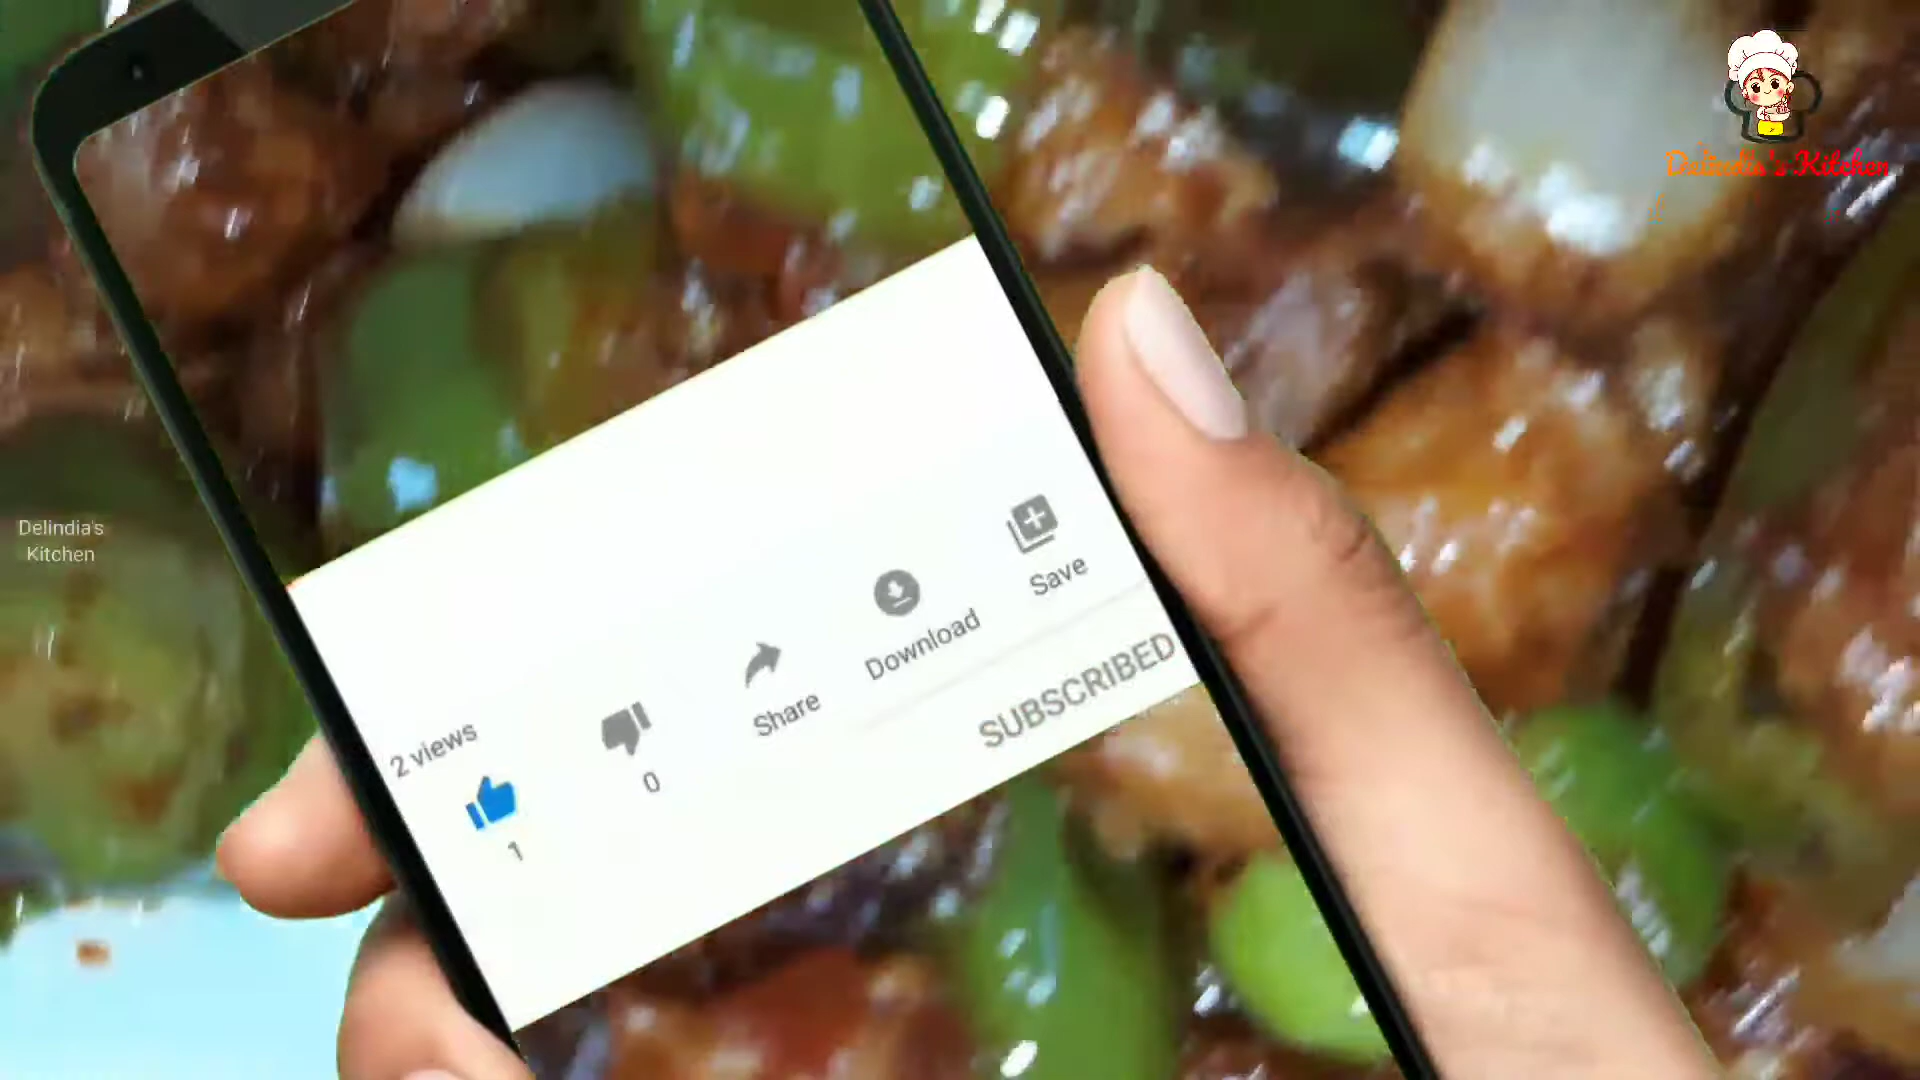 Delindia's Kitchen
Delindia's
Kitchen
2 views
1
0
Share
Download
Save
SUBSCRIBED